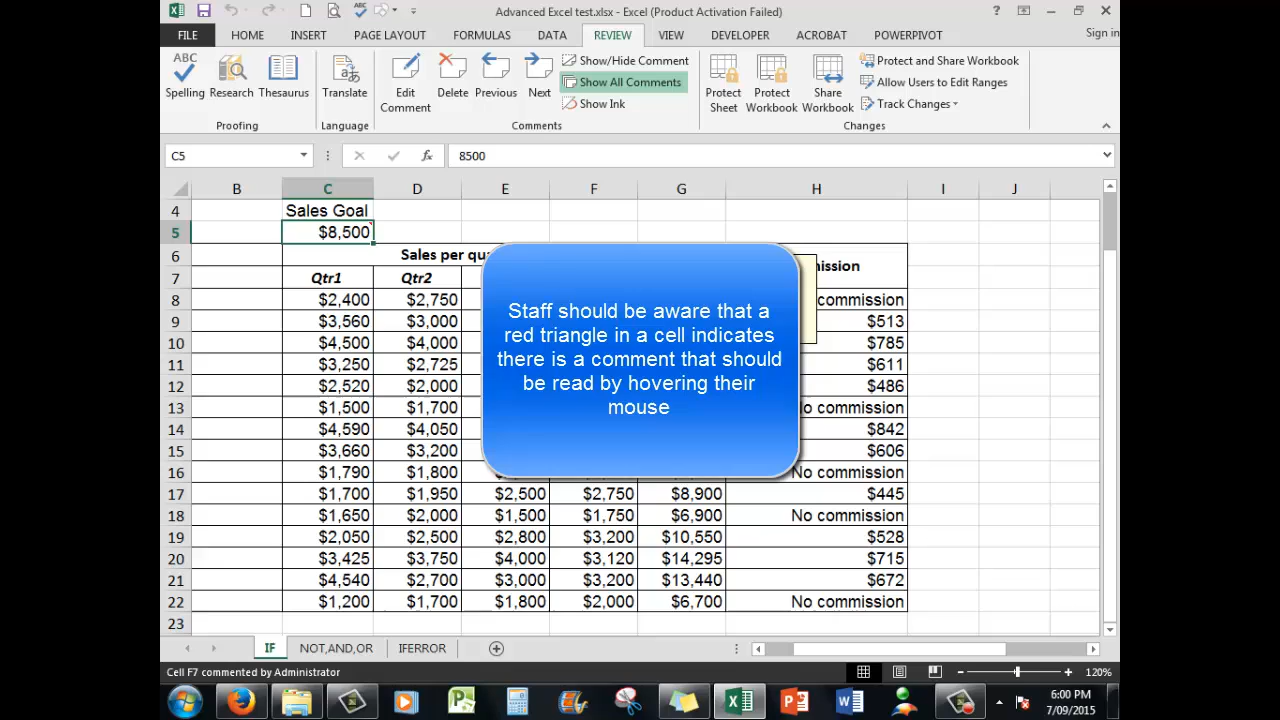 Advanced Excel test.xlsx - Excel (Product Activation Failed)
FILE HOME INSERT PAGE LAYOUT FORMULAS DATA REVIEW VIEW DEVELOPER ACROBAT POWERPIVOT Sign in
ABC
Spelling Research Thesaurus
Proofing
Translate
Language
Edit Comment Delete Previous Next
Show/Hide Comment
Show All Comments
Show Ink
Comments
Protect Sheet Protect Workbook Share Workbook
Protect and Share Workbook
Allow Users to Edit Ranges
Track Changes
Changes
C5 fx 8500
B C D E F G H I J
4 Sales Goal
5 $8,500
6 Sales per qu
7 Qtr1 Qtr2 ission
8 $2,400 $2,750 commission
9 $3,560 $3,000 $513
10 $4,500 $4,000 $785
11 $3,250 $2,725 $611
12 $2,520 $2,000 $486
13 $1,500 $1,700 o commission
14 $4,590 $4,050 $842
15 $3,660 $3,200 $606
16 $1,790 $1,800 No commission
17 $1,700 $1,950 $2,500 $2,750 $8,900 $445
18 $1,650 $2,000 $1,500 $1,750 $6,900 No commission
19 $2,050 $2,500 $2,800 $3,200 $10,550 $528
20 $3,425 $3,750 $4,000 $3,120 $14,295 $715
21 $4,540 $2,700 $3,000 $3,200 $13,440 $672
22 $1,200 $1,700 $1,800 $2,000 $6,700 No commission
23
Staff should be aware that a
red triangle in a cell indicates
there is a comment that should
be read by hovering their
mouse
IF NOT,AND,OR IFERROR
Cell F7 commented by Administrator 120%
6:00 PM
7/09/2015